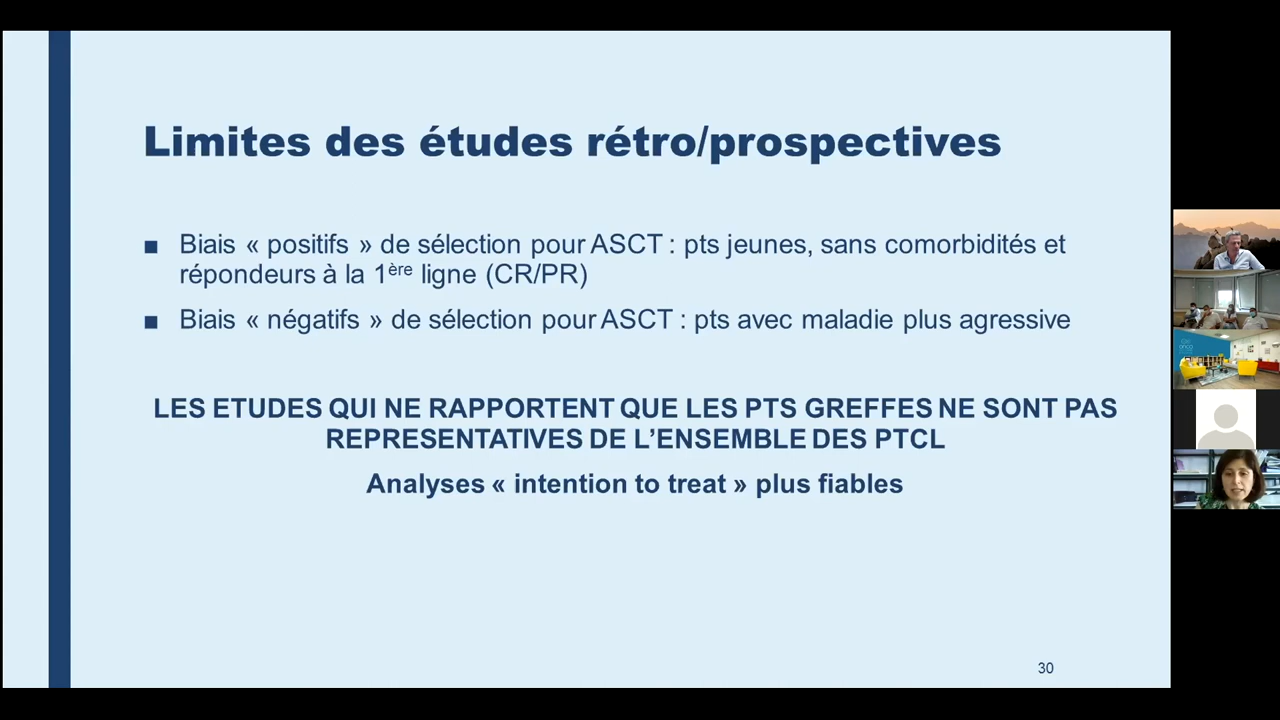 Limites des études rétro/prospectives
■ Biais « positifs » de sélection pour ASCT : pts jeunes, sans comorbidités et
répondeurs à la 1ère ligne (CR/PR)
■ Biais « négatifs » de sélection pour ASCT : pts avec maladie plus agressive
LES ETUDES QUI NE RAPPORTENT QUE LES PTS GREFFES NE SONT PAS
REPRESENTATIVES DE L’ENSEMBLE DES PTCL
Analyses « intention to treat » plus fiables
30